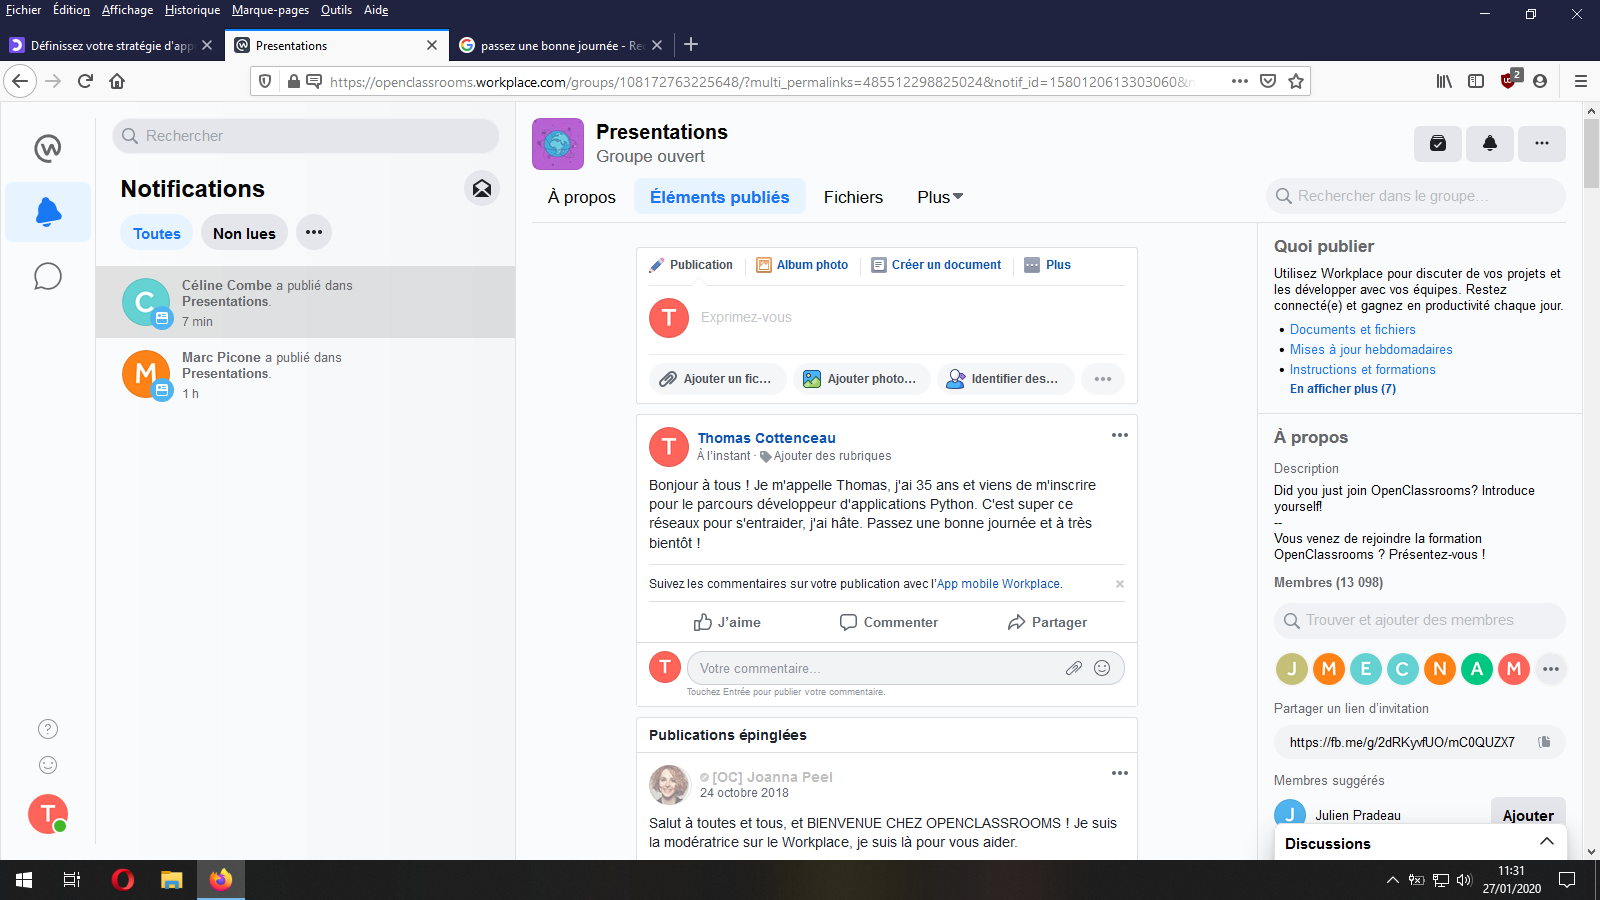 Fichier Édition Affichage Historique Marque-pages Outils Aide
Définissez votre stratégie d'app
Presentations
passez une bonne journée - Re
https://openclassrooms.workplace.com/groups/108172763225648/?multi_permalinks=485512298825024&notif_id=1580120613303060&
2
Rechercher
Notifications
Toutes
Non lues
C
Céline Combe a publié dans
Presentations.
7 min
M
Marc Picone a publié dans
Presentations.
1 h
T
Presentations
Groupe ouvert
À propos
Éléments publiés
Fichiers
Plus
Rechercher dans le groupe...
Publication
Album photo
Créer un document
Plus
T
Exprimez-vous
Ajouter un fic...
Ajouter photo...
Identifier des...
T
Thomas Cottenceau
À l'instant · Ajouter des rubriques
Bonjour à tous ! Je m'appelle Thomas, j'ai 35 ans et viens de m'inscrire
pour le parcours développeur d'applications Python. C'est super ce
réseaux pour s'entraider, j'ai hâte. Passez une bonne journée et à très
bientôt !
Suivez les commentaires sur votre publication avec l'App mobile Workplace.
J'aime
Commenter
Partager
T
Votre commentaire...
Touchez Entrée pour publier votre commentaire.
Publications épinglées
[OC] Joanna Peel
24 octobre 2018
Salut à toutes et tous, et BIENVENUE CHEZ OPENCLASSROOMS ! Je suis
la modératrice sur le Workplace, je suis là pour vous aider.
Quoi publier
Utilisez Workplace pour discuter de vos projets et
les développer avec vos équipes. Restez
connecté(e) et gagnez en productivité chaque jour.
• Documents et fichiers
• Mises à jour hebdomadaires
• Instructions et formations
En afficher plus (7)
À propos
Description
Did you just join OpenClassrooms? Introduce
yourself!
--
Vous venez de rejoindre la formation
OpenClassrooms ? Présentez-vous !
Membres (13 098)
Trouver et ajouter des membres
J M E C N A M
Partager un lien d'invitation
https://fb.me/g/2dRKyvfUO/mC0QUZX7
Membres suggérés
J
Julien Pradeau
Ajouter
Discussions
11:31
27/01/2020